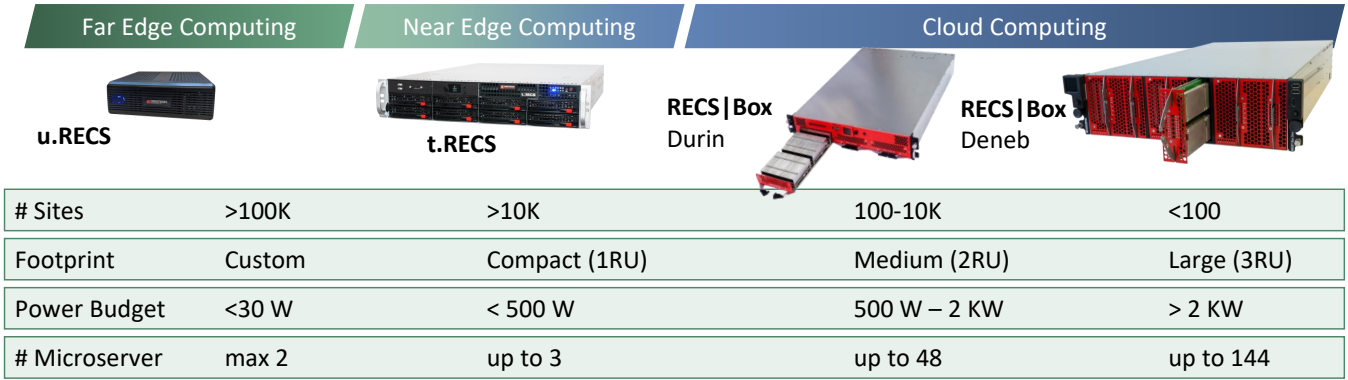 Far Edge Computing Near Edge Computing Cloud Computing
u.RECS
t.RECS
RECS|Box
Durin
RECS|Box
Deneb
# Sites >100K >10K 100-10K <100
Footprint Custom Compact (1RU) Medium (2RU) Large (3RU)
Power Budget <30 W < 500 W 500 W – 2 KW > 2 KW
# Microserver max 2 up to 3 up to 48 up to 144